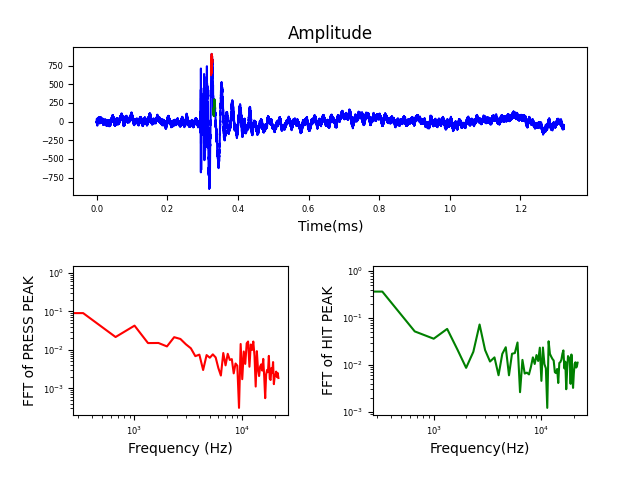 Amplitude
750
500
250
0
−250
−500
−750
0.0 0.2 0.4 0.6 0.8 1.0 1.2
Time(ms)
FFT of PRESS PEAK
10⁰
10⁻¹
10⁻²
10⁻³
10³ 10⁴
Frequency (Hz)
FFT of HIT PEAK
10⁰
10⁻¹
10⁻²
10⁻³
10³ 10⁴
Frequency(Hz)